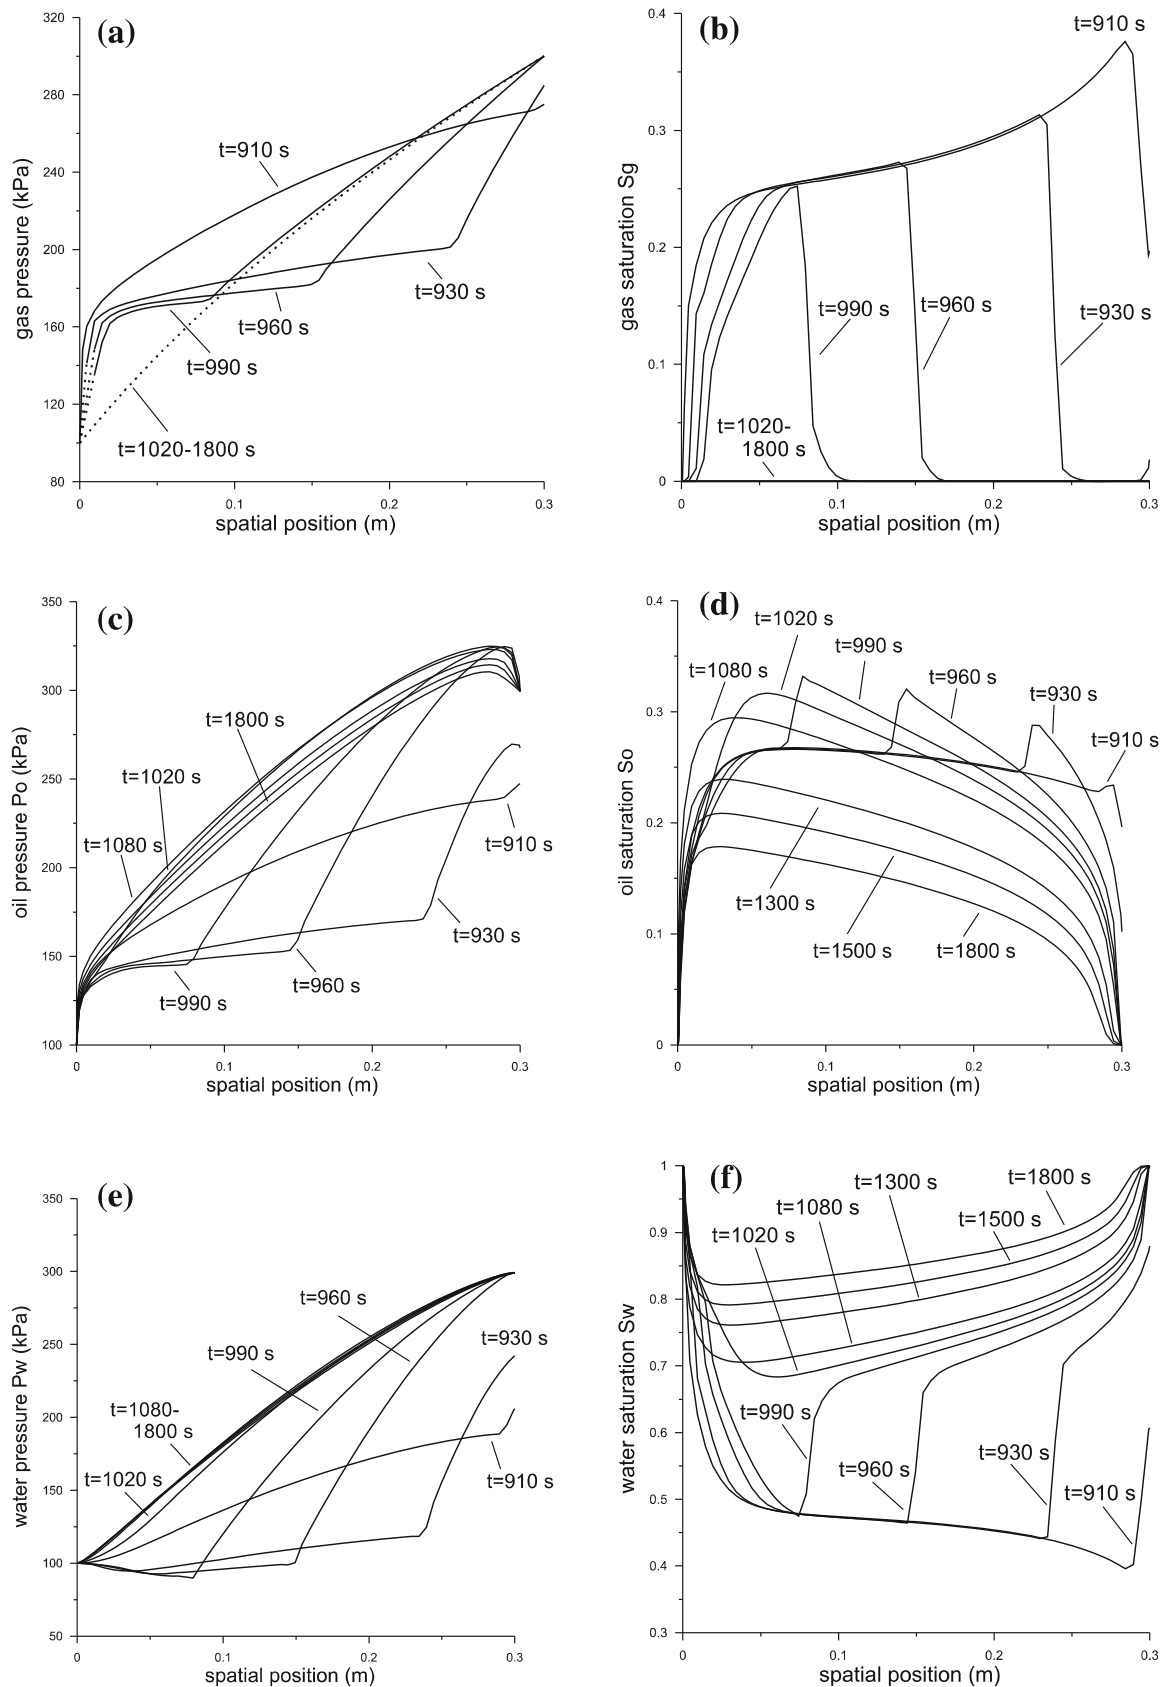 (a)
320
280
240
200
160
120
80
gas pressure (kPa)
t=910 s
t=930 s
t=960 s
t=990 s
t=1020-1800 s
0
0.1
0.2
0.3
spatial position (m)
(b)
0.4
0.3
0.2
0.1
0
gas saturation Sg
t=910 s
t=990 s
t=960 s
t=930 s
t=1020-
1800 s
0
0.1
0.2
0.3
spatial position (m)
(c)
350
300
250
200
150
100
oil pressure Po (kPa)
t=1800 s
t=1020 s
t=1080 s
t=910 s
t=930 s
t=960 s
t=990 s
0
0.1
0.2
0.3
spatial position (m)
(d)
0.4
0.3
0.2
0.1
0
oil saturation So
t=1020 s
t=990 s
t=1080 s
t=960 s
t=930 s
t=910 s
t=1300 s
t=1500 s
t=1800 s
0
0.1
0.2
0.3
spatial position (m)
(e)
350
300
250
200
150
100
50
water pressure Pw (kPa)
t=960 s
t=930 s
t=990 s
t=1080-
1800 s
t=1020 s
t=910 s
0
0.1
0.2
0.3
spatial position (m)
(f)
1
0.9
0.8
0.7
0.6
0.5
0.4
0.3
water saturation Sw
t=1800 s
t=1300 s
t=1080 s
t=1500 s
t=1020 s
t=990 s
t=960 s
t=930 s
t=910 s
0
0.1
0.2
0.3
spatial position (m)